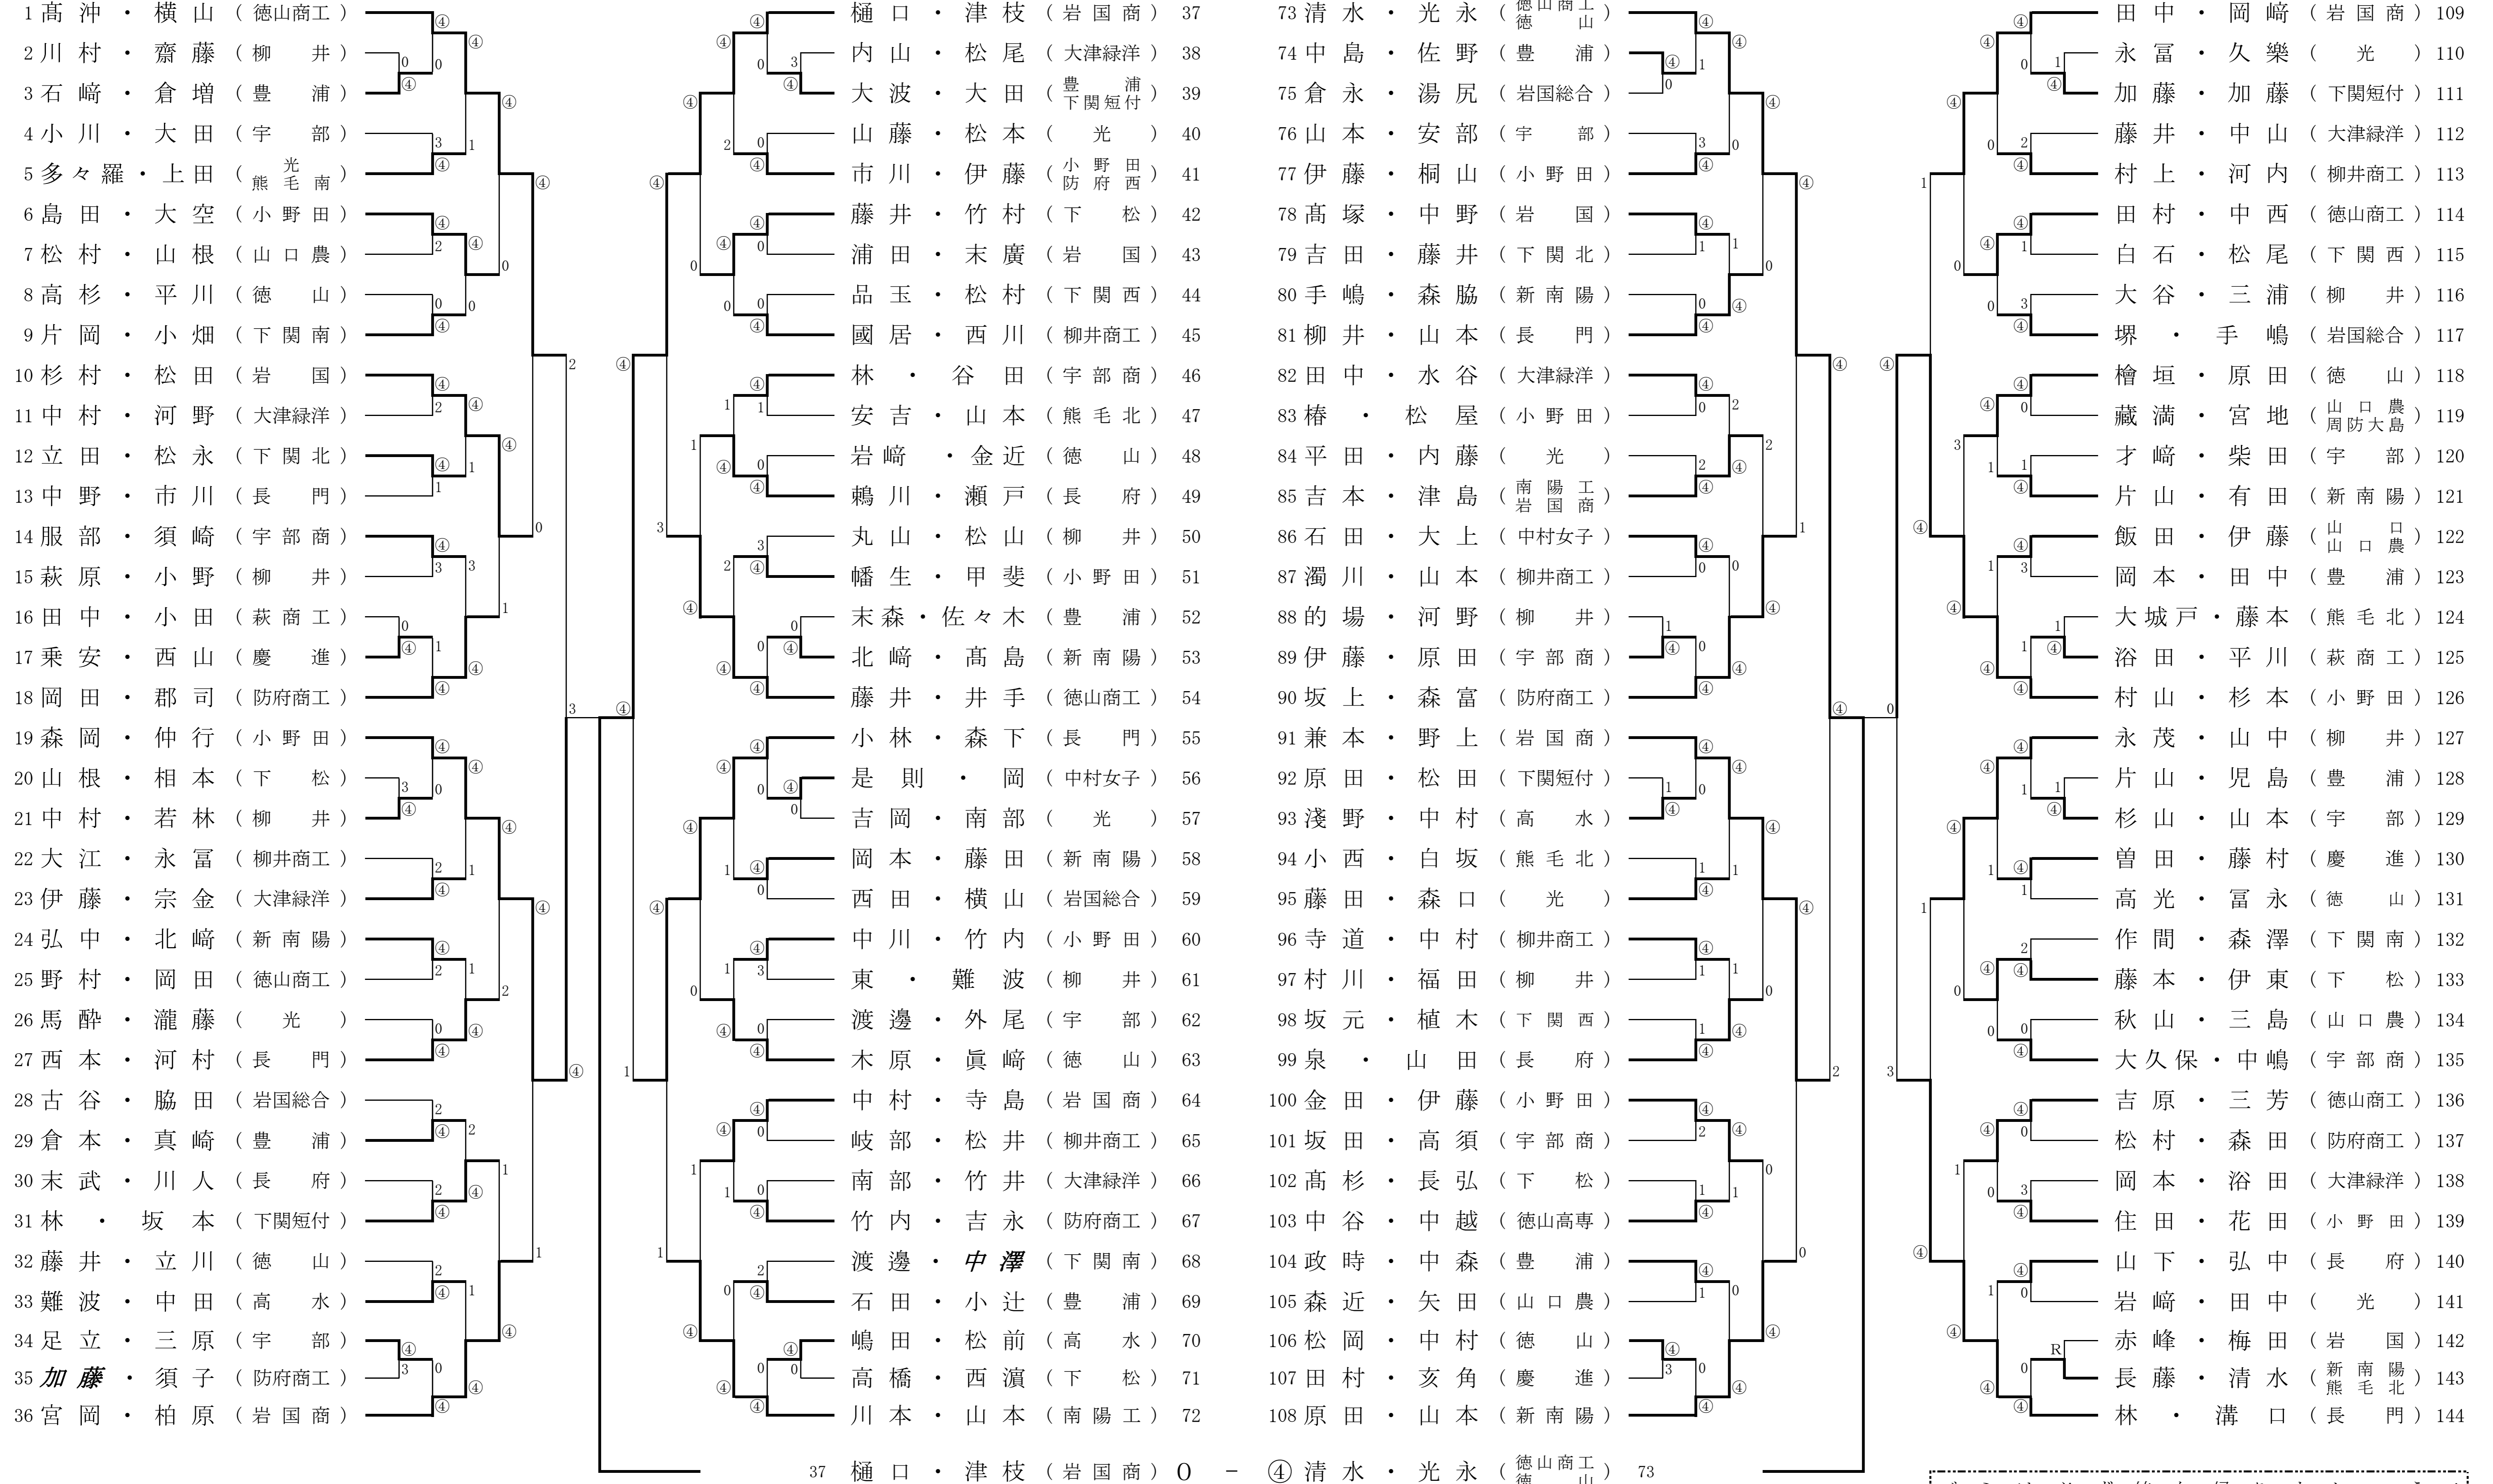 1 髙沖・横山 (徳山商工)
2 川村・齋藤 (柳井)
3 石﨑・倉増 (豊浦)
4 小川・大田 (宇部)
5 多々羅・上田 (光 熊毛南)
6 島田・大空 (小野田)
7 松村・山根 (山口農)
8 高杉・平川 (徳山)
9 片岡・小畑 (下関南)
10 杉村・松田 (岩国)
11 中村・河野 (大津緑洋)
12 立田・松永 (下関北)
13 中野・市川 (長門)
14 服部・須崎 (宇部商)
15 萩原・小野 (柳井)
16 田中・小田 (萩商工)
17 乗安・西山 (慶進)
18 岡田・郡司 (防府商工)
19 森岡・仲行 (小野田)
20 山根・相本 (下松)
21 中村・若林 (柳井)
22 大江・永冨 (柳井商工)
23 伊藤・宗金 (大津緑洋)
24 弘中・北﨑 (新南陽)
25 野村・岡田 (徳山商工)
26 馬酔・瀧藤 (光)
27 西本・河村 (長門)
28 古谷・脇田 (岩国総合)
29 倉本・真崎 (豊浦)
30 末武・川人 (長府)
31 林・坂本 (下関短付)
32 藤井・立川 (徳山)
33 難波・中田 (高水)
34 足立・三原 (宇部)
35 加藤・須子 (防府商工)
36 宮岡・柏原 (岩国商)
樋口・津枝 (岩国商) 37
内山・松尾 (大津緑洋) 38
大波・大田 (豊浦 下関短付) 39
山藤・松本 (光) 40
市川・伊藤 (小野田 防府西) 41
藤井・竹村 (下松) 42
浦田・末廣 (岩国) 43
品玉・松村 (下関西) 44
國居・西川 (柳井商工) 45
林・谷田 (宇部商) 46
安吉・山本 (熊毛北) 47
岩﨑・金近 (徳山) 48
鵜川・瀬戸 (長府) 49
丸山・松山 (柳井) 50
幡生・甲斐 (小野田) 51
末森・佐々木 (豊浦) 52
北﨑・髙島 (新南陽) 53
藤井・井手 (徳山商工) 54
小林・森下 (長門) 55
是則・岡 (中村女子) 56
吉岡・南部 (光) 57
岡本・藤田 (新南陽) 58
西田・横山 (岩国総合) 59
中川・竹内 (小野田) 60
東・難波 (柳井) 61
渡邊・外尾 (宇部) 62
木原・眞﨑 (徳山) 63
中村・寺島 (岩国商) 64
岐部・松井 (柳井商工) 65
南部・竹井 (大津緑洋) 66
竹内・吉永 (防府商工) 67
渡邊・中澤 (下関南) 68
石田・小辻 (豊浦) 69
嶋田・松前 (高水) 70
高橋・西濵 (下松) 71
川本・山本 (南陽工) 72
73 清水・光永 (徳山商工 徳山)
74 中島・佐野 (豊浦)
75 倉永・湯尻 (岩国総合)
76 山本・安部 (宇部)
77 伊藤・桐山 (小野田)
78 髙塚・中野 (岩国)
79 吉田・藤井 (下関北)
80 手嶋・森脇 (新南陽)
81 柳井・山本 (長門)
82 田中・水谷 (大津緑洋)
83 椿・松屋 (小野田)
84 平田・内藤 (光)
85 吉本・津島 (南陽工 岩国商)
86 石田・大上 (中村女子)
87 濁川・山本 (柳井商工)
88 的場・河野 (柳井)
89 伊藤・原田 (宇部商)
90 坂上・森富 (防府商工)
91 兼本・野上 (岩国商)
92 原田・松田 (下関短付)
93 淺野・中村 (高水)
94 小西・白坂 (熊毛北)
95 藤田・森口 (光)
96 寺道・中村 (柳井商工)
97 村川・福田 (柳井)
98 坂元・植木 (下関西)
99 泉・山田 (長府)
100 金田・伊藤 (小野田)
101 坂田・高須 (宇部商)
102 髙杉・長弘 (下松)
103 中谷・中越 (徳山高専)
104 政時・中森 (豊浦)
105 森近・矢田 (山口農)
106 松岡・中村 (徳山)
107 田村・亥角 (慶進)
108 原田・山本 (新南陽)
田中・岡﨑 (岩国商) 109
永冨・久樂 (光) 110
加藤・加藤 (下関短付) 111
藤井・中山 (大津緑洋) 112
村上・河内 (柳井商工) 113
田村・中西 (徳山商工) 114
白石・松尾 (下関西) 115
大谷・三浦 (柳井) 116
堺・手嶋 (岩国総合) 117
檜垣・原田 (徳山) 118
藏満・宮地 (山口農 周防大島) 119
才﨑・柴田 (宇部) 120
片山・有田 (新南陽) 121
飯田・伊藤 (山口 山口農) 122
岡本・田中 (豊浦) 123
大城戸・藤本 (熊毛北) 124
浴田・平川 (萩商工) 125
村山・杉本 (小野田) 126
永茂・山中 (柳井) 127
片山・児島 (豊浦) 128
杉山・山本 (宇部) 129
曽田・藤村 (慶進) 130
高光・冨永 (徳山) 131
作間・森澤 (下関南) 132
藤本・伊東 (下松) 133
秋山・三島 (山口農) 134
大久保・中嶋 (宇部商) 135
吉原・三芳 (徳山商工) 136
松村・森田 (防府商工) 137
岡本・浴田 (大津緑洋) 138
住田・花田 (小野田) 139
山下・弘中 (長府) 140
岩﨑・田中 (光) 141
赤峰・梅田 (岩国) 142
長藤・清水 (新南陽 熊毛北) 143
林・溝口 (長門) 144
37 樋口・津枝 (岩国商) 0 - ④ 清水・光永 (徳山商工 徳山) 73